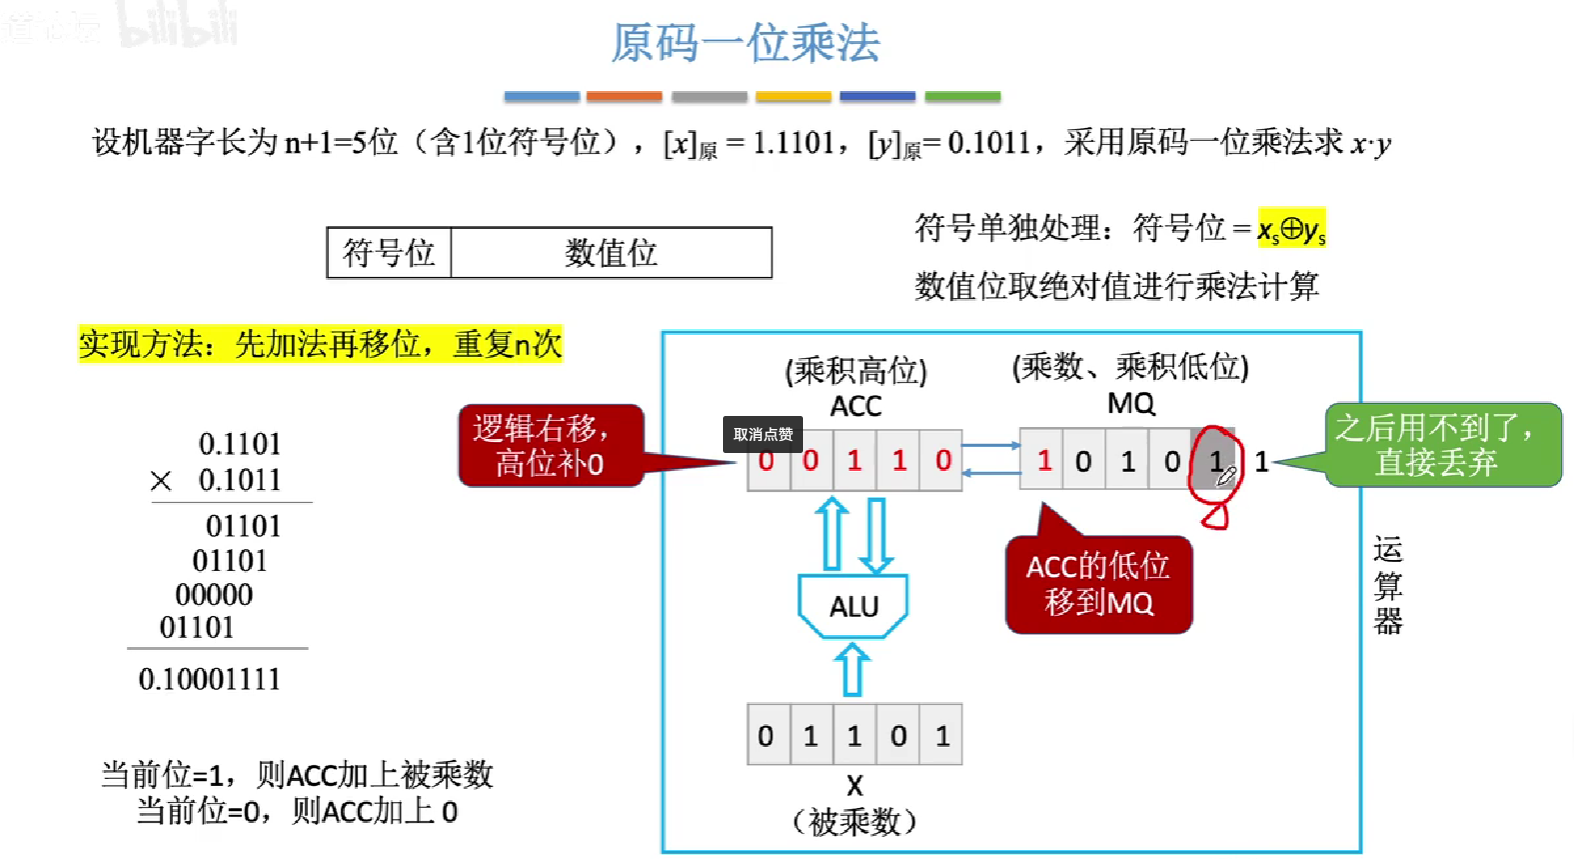 bilibili
原码一位乘法
设机器字长为 n+1=5位（含1位符号位），[x]原 = 1.1101，[y]原= 0.1011，采用原码一位乘法求 x·y
符号位 数值位
符号单独处理：符号位 = xs⊕ys
数值位取绝对值进行乘法计算
实现方法：先加法再移位，重复n次
0.1101
× 0.1011
01101
01101
00000
01101
0.10001111
当前位=1，则ACC加上被乘数
当前位=0，则ACC加上 0
(乘积高位)
ACC
(乘数、乘积低位)
MQ
逻辑右移，
高位补0
取消点赞
0 0 1 1 0
1 0 1 0 1 1
之后用不到了，
直接丢弃
ACC的低位
移到MQ
ALU
0 1 1 0 1
X
（被乘数）
运
算
器